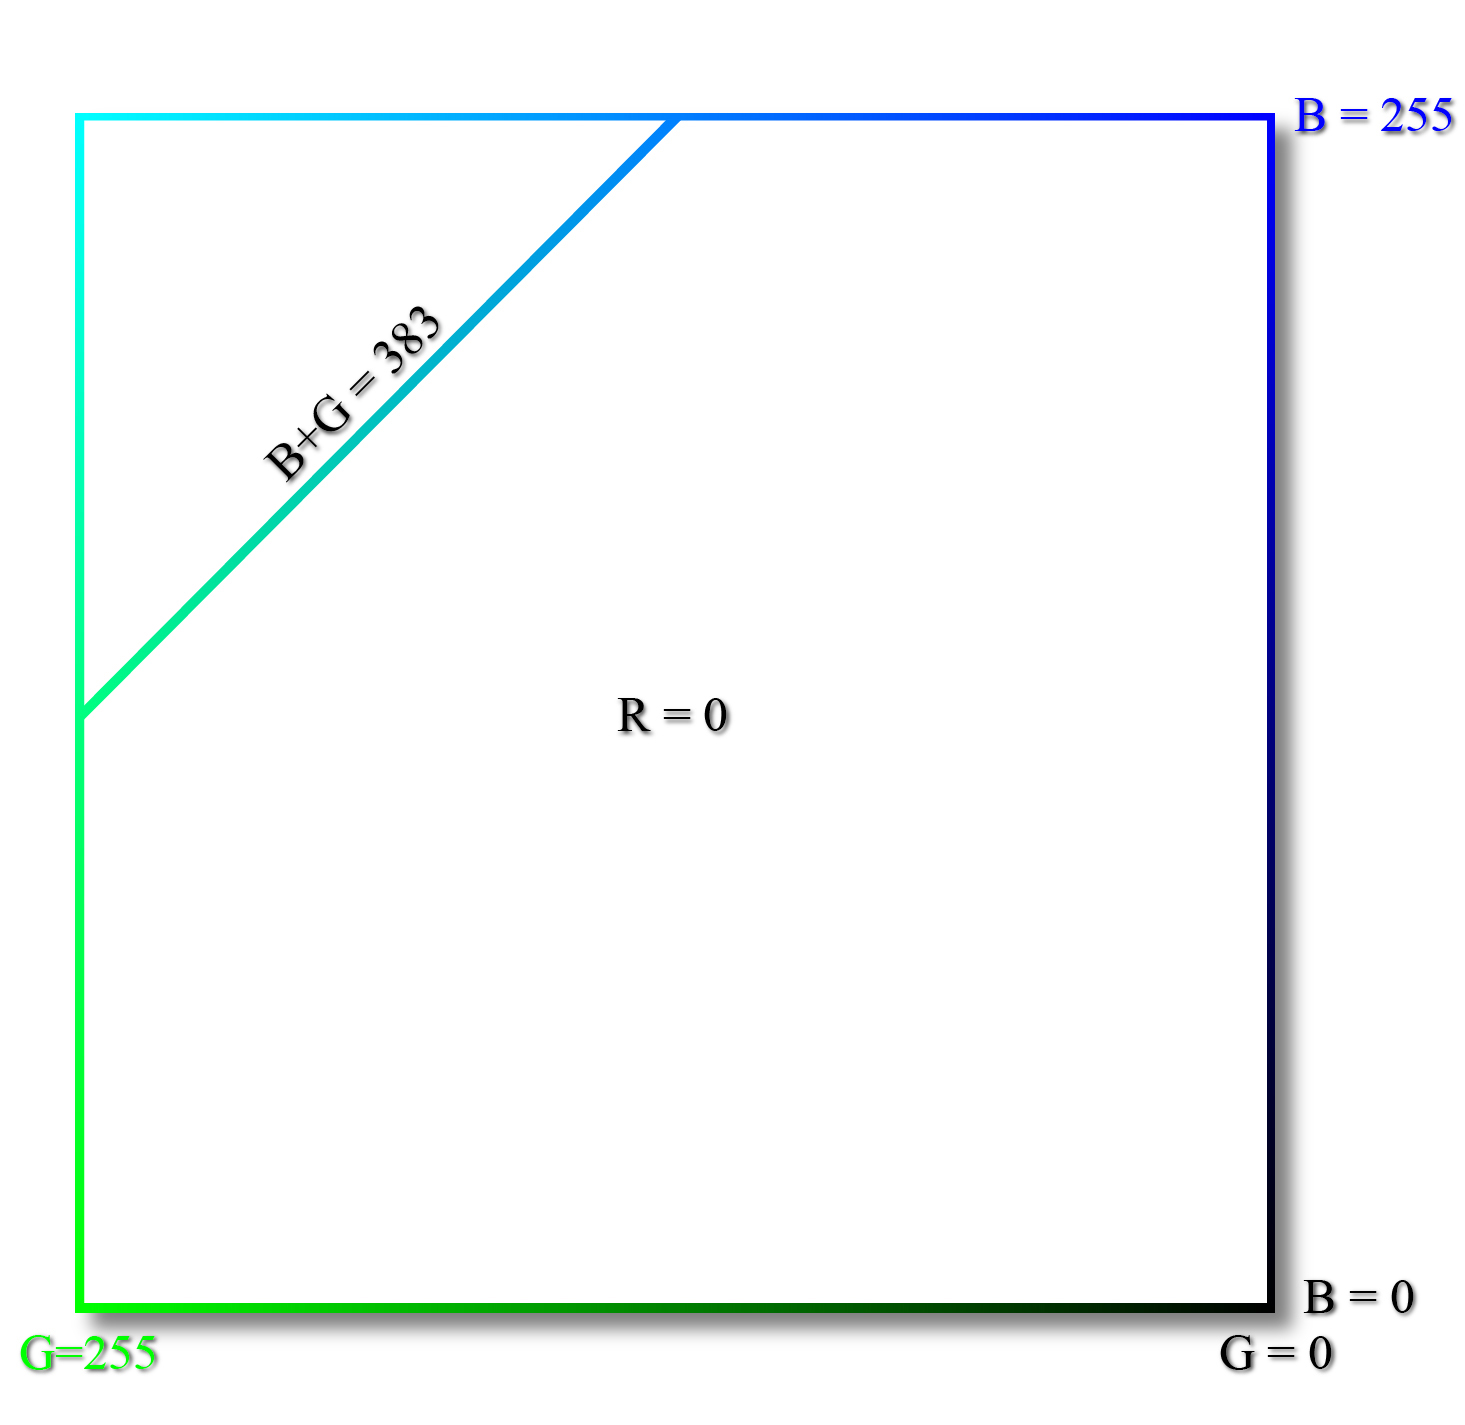 B = 255
B+G = 383
R = 0
B = 0
G=255
G = 0